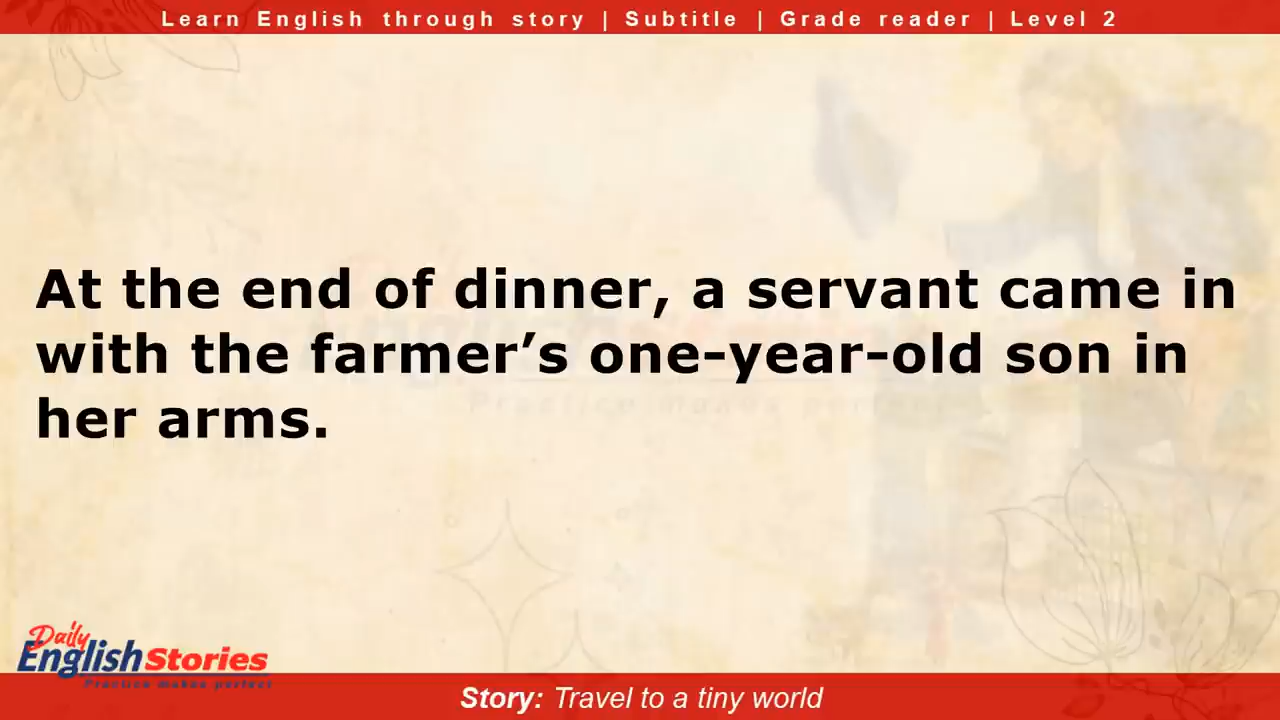 Learn English through story | Subtitle | Grade reader | Level 2
At the end of dinner, a servant came in
with the farmer’s one-year-old son in
her arms.
Daily
English Stories
Practice makes perfect
Story: Travel to a tiny world